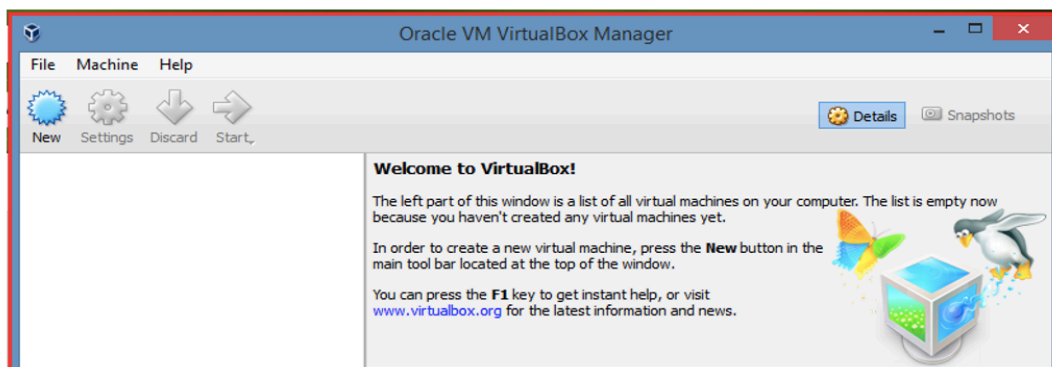 Oracle VM VirtualBox Manager
File Machine Help
New Settings Discard Start
Details Snapshots
Welcome to VirtualBox!
The left part of this window is a list of all virtual machines on your computer. The list is empty now
because you haven't created any virtual machines yet.
In order to create a new virtual machine, press the New button in the
main tool bar located at the top of the window.
You can press the F1 key to get instant help, or visit
www.virtualbox.org for the latest information and news.